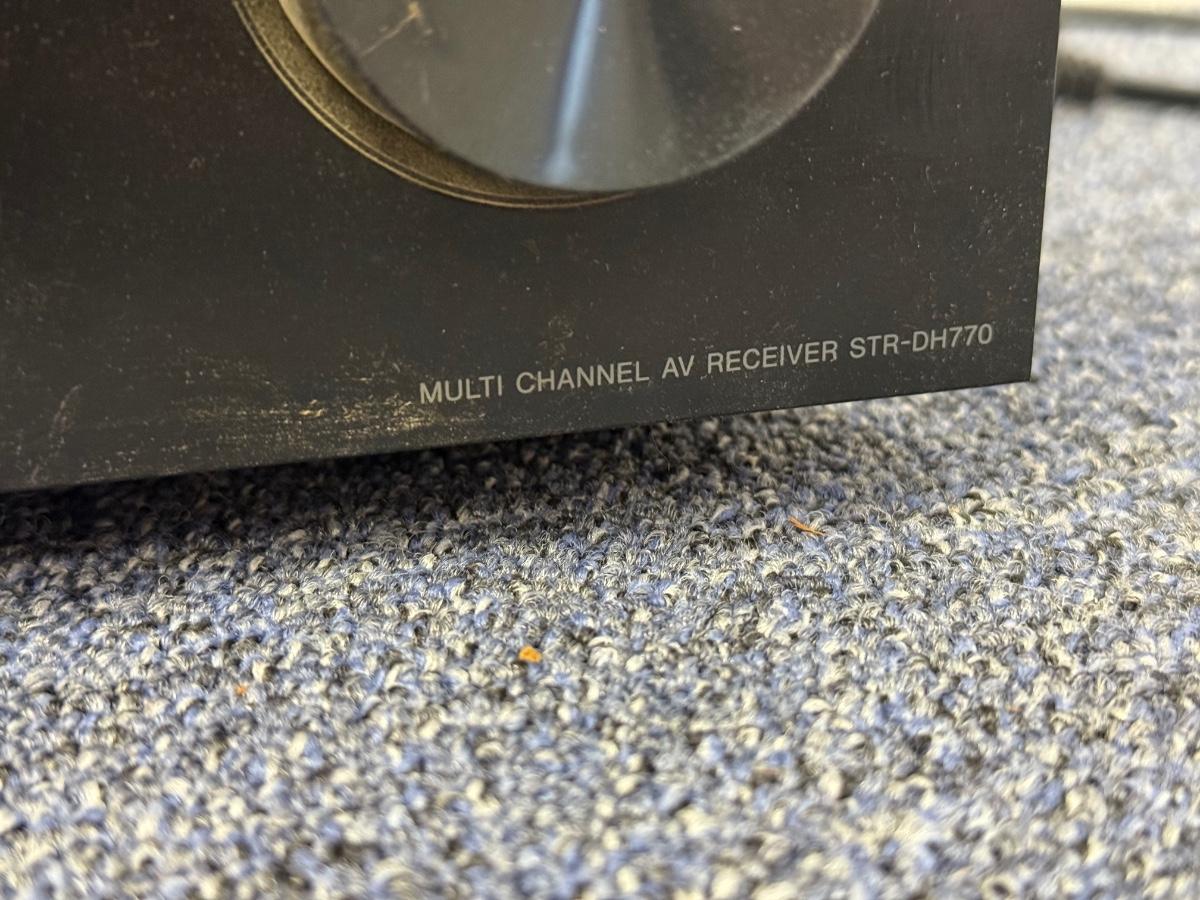 MULTI CHANNEL AV RECEIVER STR-DH770